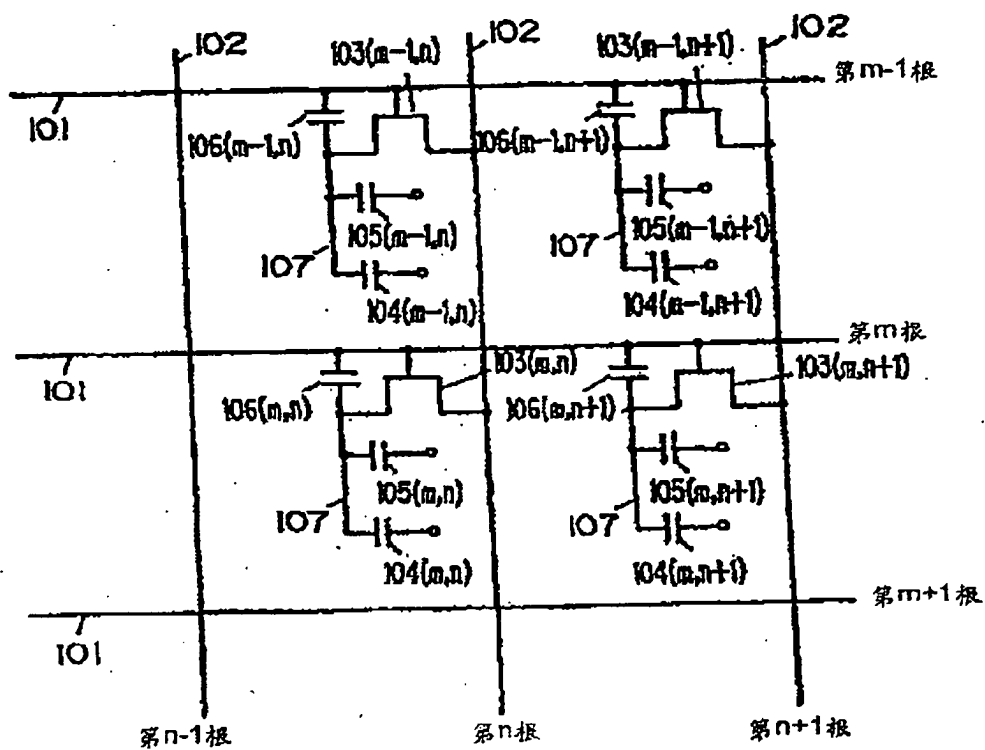 102
102
102
103(m-1,n)
103(m-1,n+1)
第m-1根
101
106(m-1,n)
106(m-1,n+1)
105(m-1,n)
105(m-1,n+1)
107
107
104(m-1,n)
104(m-1,n+1)
第m根
101
103(m,n)
103(m,n+1)
106(m,n)
106(m,n+1)
105(m,n)
105(m,n+1)
107
107
104(m,n)
104(m,n+1)
第m+1根
101
第n-1根
第n根
第n+1根